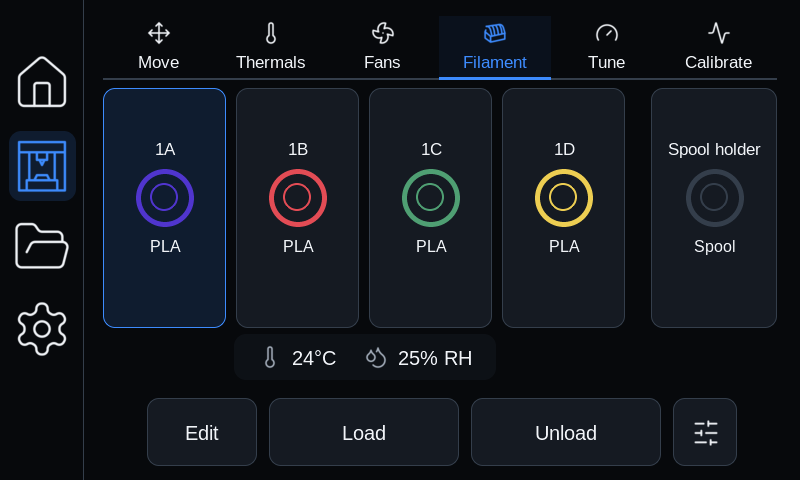 Move
Thermals
Fans
Filament
Tune
Calibrate
1A
PLA
1B
PLA
1C
PLA
1D
PLA
Spool holder
Spool
24°C
25% RH
Edit
Load
Unload